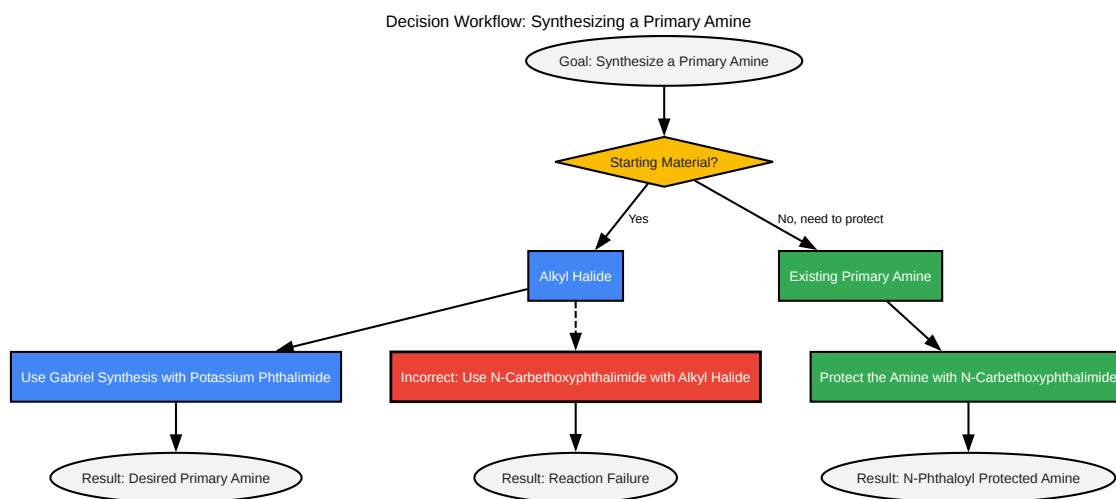 Decision Workflow: Synthesizing a Primary Amine
Goal: Synthesize a Primary Amine
Starting Material?
Yes
No, need to protect
Alkyl Halide
Existing Primary Amine
Use Gabriel Synthesis with Potassium Phthalimide
Incorrect: Use N-Carbethoxyphthalimide with Alkyl Halide
Protect the Amine with N-Carbethoxyphthalimide
Result: Desired Primary Amine
Result: Reaction Failure
Result: N-Phthaloyl Protected Amine